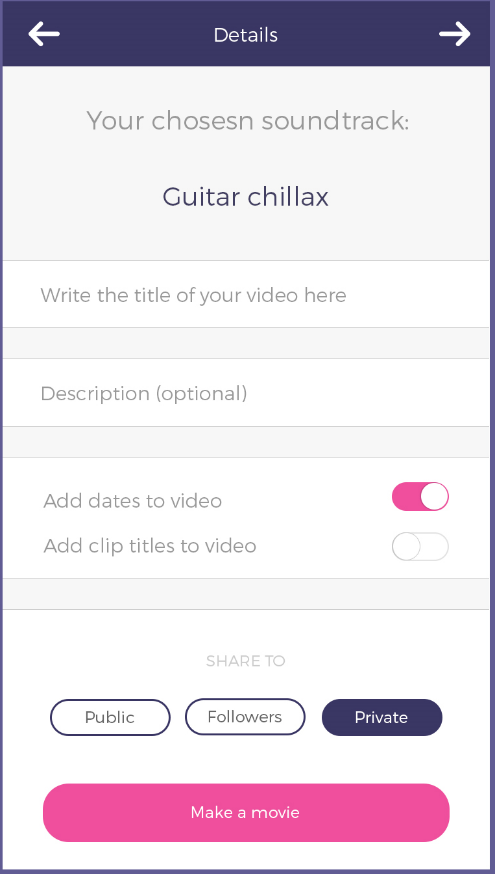 Details
Your chosesn soundtrack:
Guitar chillax
Write the title of your video here
Description (optional)
Add dates to video
Add clip titles to video
SHARE TO
Public
Followers
Private
Make a movie